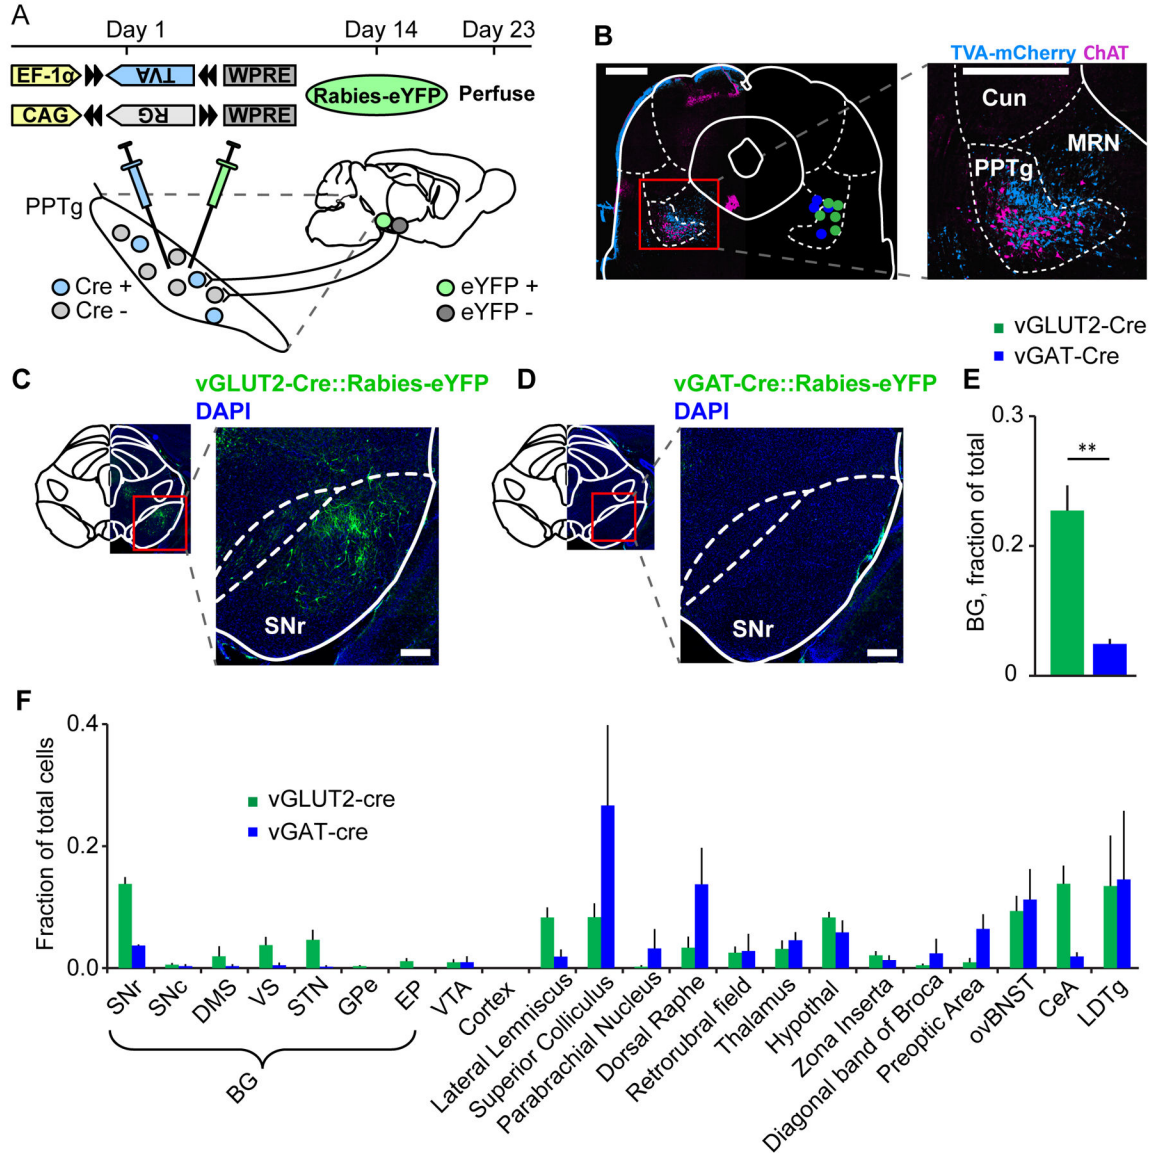 A
Day 1
Day 14
Day 23
EF-1α
TVA
WPRE
CAG
RG
WPRE
Rabies-eYFP
Perfuse
PPTg
Cre +
Cre -
eYFP +
eYFP -
B
TVA-mCherry ChAT
Cun
MRN
PPTg
vGLUT2-Cre
vGAT-Cre
C
vGLUT2-Cre::Rabies-eYFP
DAPI
SNr
D
vGAT-Cre::Rabies-eYFP
DAPI
SNr
E
BG, fraction of total
0.3
0.2
0
**
F
Fraction of total cells
0.4
0.2
0.0
vGLUT2-cre
vGAT-cre
SNr
SNc
DMS
VS
STN
GPe
EP
VTA
Cortex
Lateral Lemniscus
Superior Colliculus
Parabrachial Nucleus
Dorsal Raphe
Retrorubral field
Thalamus
Hypothal
Zona Inserta
Diagonal band of Broca
Preoptic Area
ovBNST
CeA
LDTg
BG